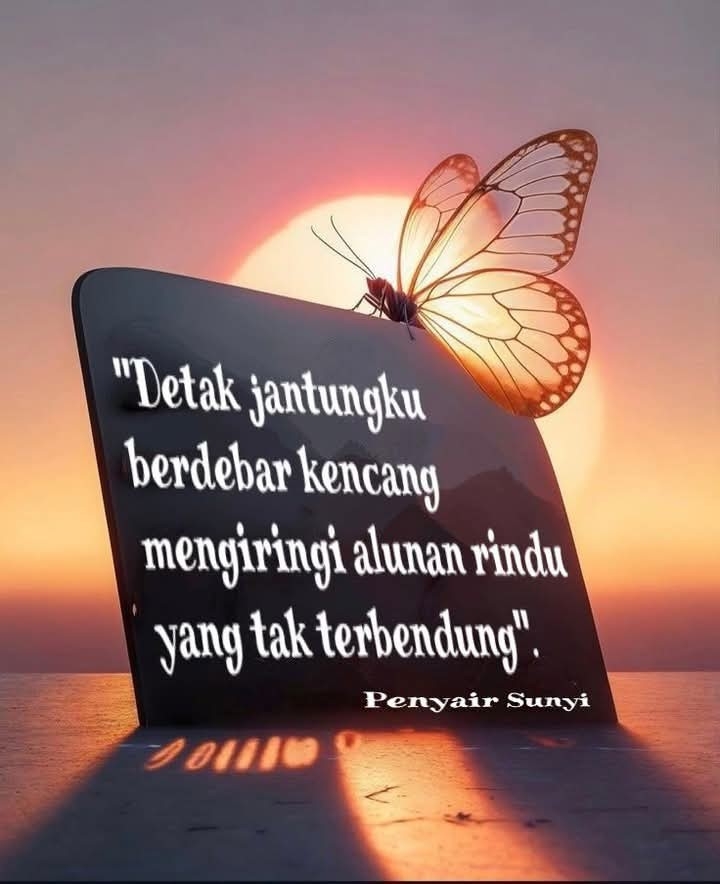 "Detak jantungku
berdebar kencang
mengiringi alunan rindu
yang tak terbendung".
Penyair Sunyi